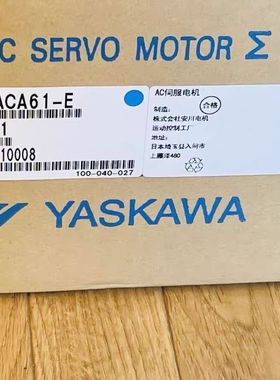 C SERVO MOTOR Σ
ACA61-E
1
10008
100-040-027
AC伺服电机
制造:
合格
株式会社安川电机
运动控制工厂
地址:
日本埼玉县入间市
上藤泽480
YASKAWA